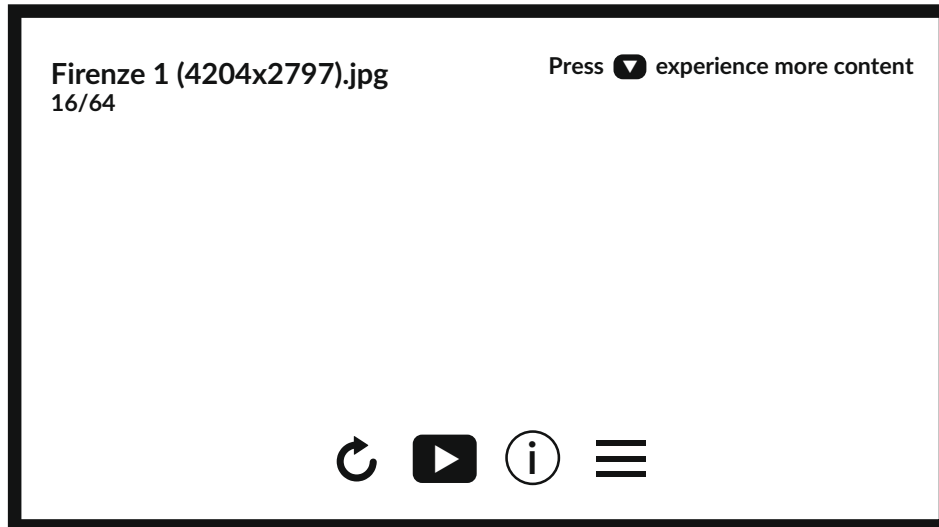 Firenze 1 (4204x2797).jpg
16/64
Press ▼ experience more content
i